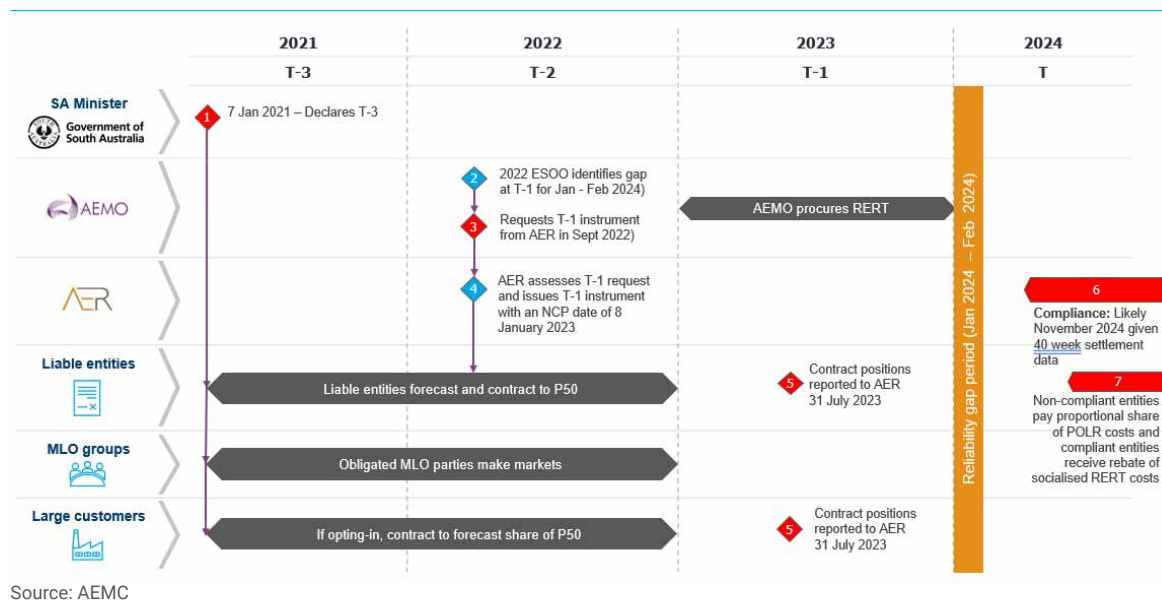 2021 2022 2023 2024
T-3 T-2 T-1 T
SA Minister
Government of
South Australia
1
7 Jan 2021 – Declares T-3
AEMO
2
2022 ESOO identifies gap
at T-1 for Jan - Feb 2024)
3
Requests T-1 instrument
from AER in Sept 2022)
AEMO procures RERT
AER
4
AER assesses T-1 request
and issues T-1 instrument
with an NCP date of 8
January 2023
Reliability gap period (Jan 2024 – Feb 2024)
6
Compliance: Likely
November 2024 given
40 week settlement
data
Liable entities
Liable entities forecast and contract to P50
5
Contract positions
reported to AER
31 July 2023
7
Non-compliant entities
pay proportional share
of POLR costs and
compliant entities
receive rebate of
socialised RERT costs
MLO groups
Obligated MLO parties make markets
Large customers
If opting-in, contract to forecast share of P50
5
Contract positions
reported to AER
31 July 2023
Source: AEMC